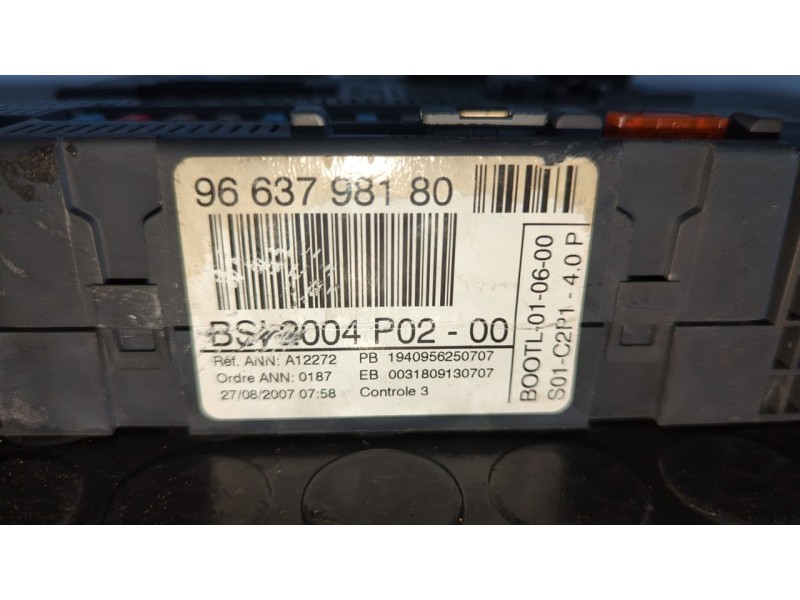 96 637 981 80
BSI 2004 P02 - 00
Réf. ANN: A12272 PB 1940956250707
Ordre ANN: 0187 EB 0031809130707
27/08/2007 07:58 Controle 3
BOOTL-01-06-00
S01-C2P1 - 4.0 P